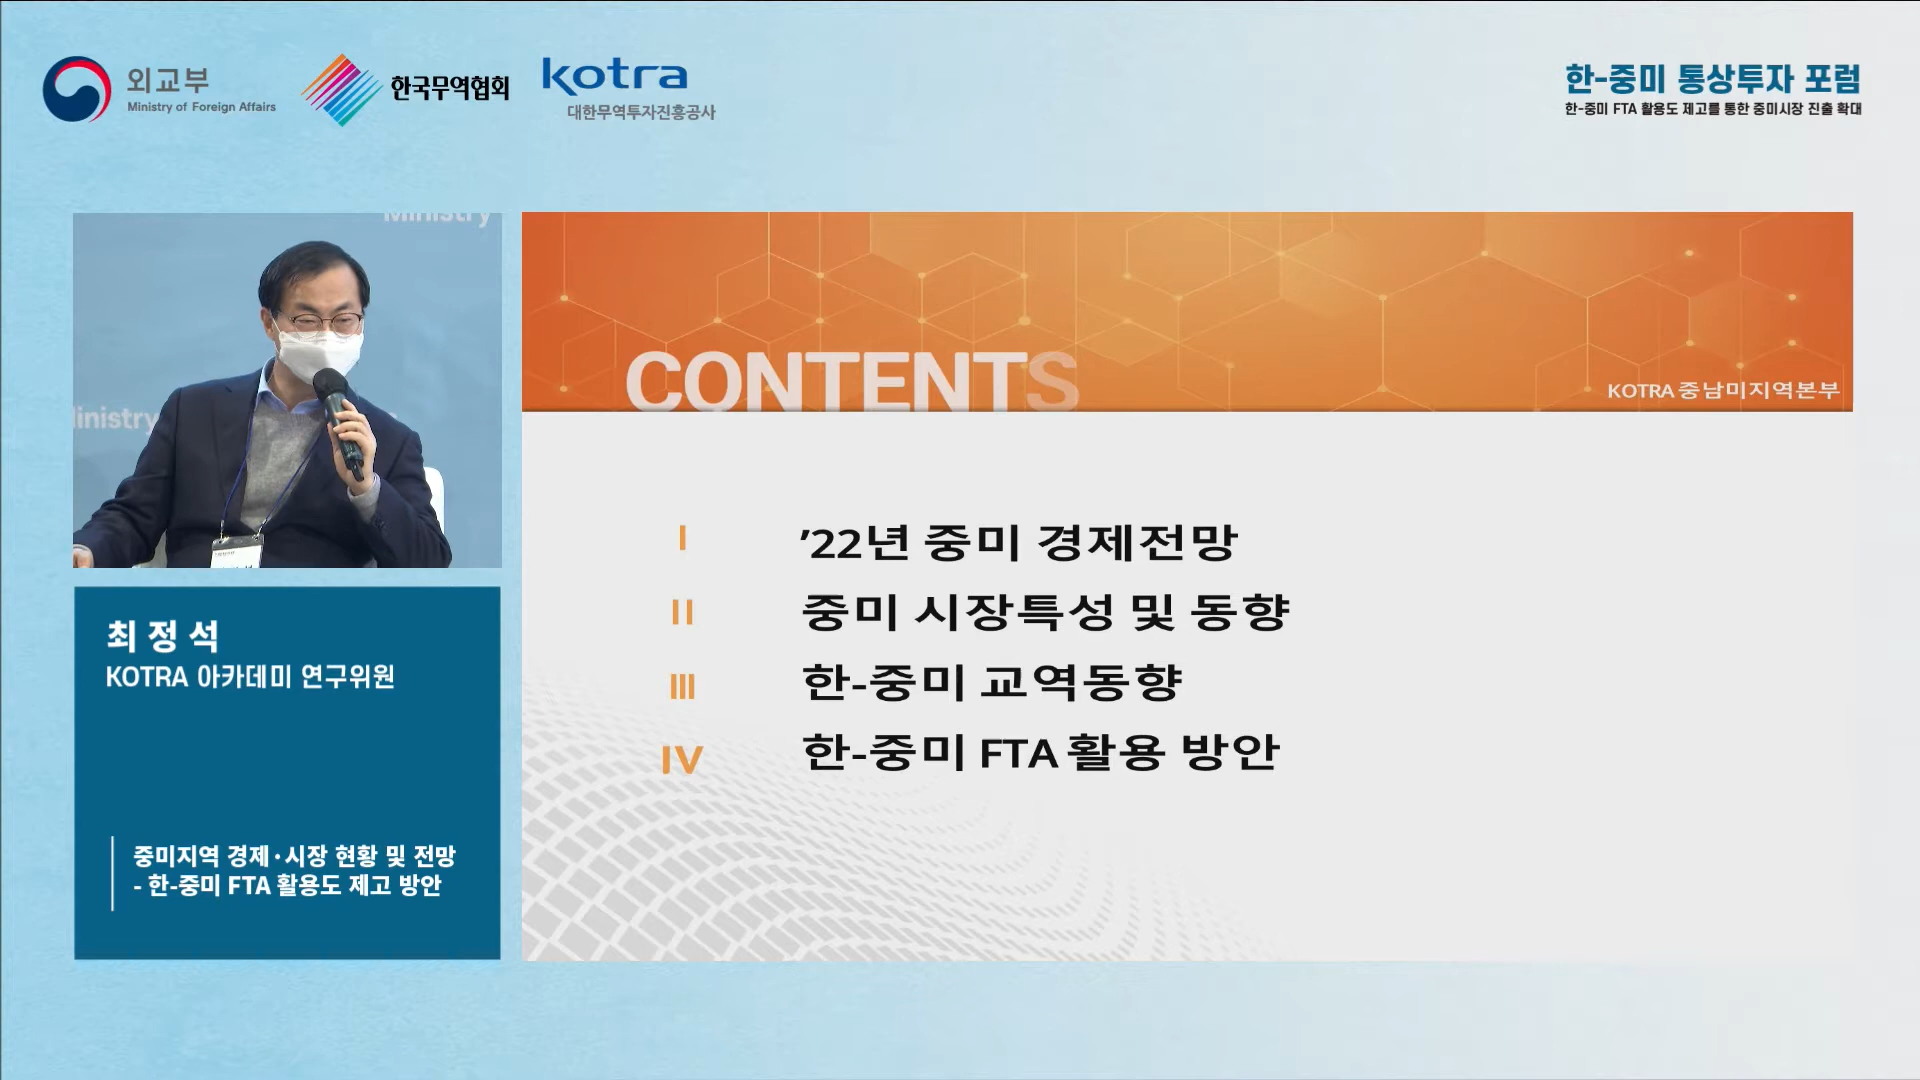 외교부
Ministry of Foreign Affairs
한국무역협회
kotra
대한무역투자진흥공사
한-중미 통상투자 포럼
한-중미 FTA 활용도 제고를 통한 중미시장 진출 확대
Ministry
inistry
CONTENTS
KOTRA 중남미지역본부
I ’22년 중미 경제전망
II 중미 시장특성 및 동향
III 한-중미 교역동향
IV 한-중미 FTA 활용 방안
최정석
KOTRA 아카데미 연구위원
중미지역 경제·시장 현황 및 전망
- 한-중미 FTA 활용도 제고 방안